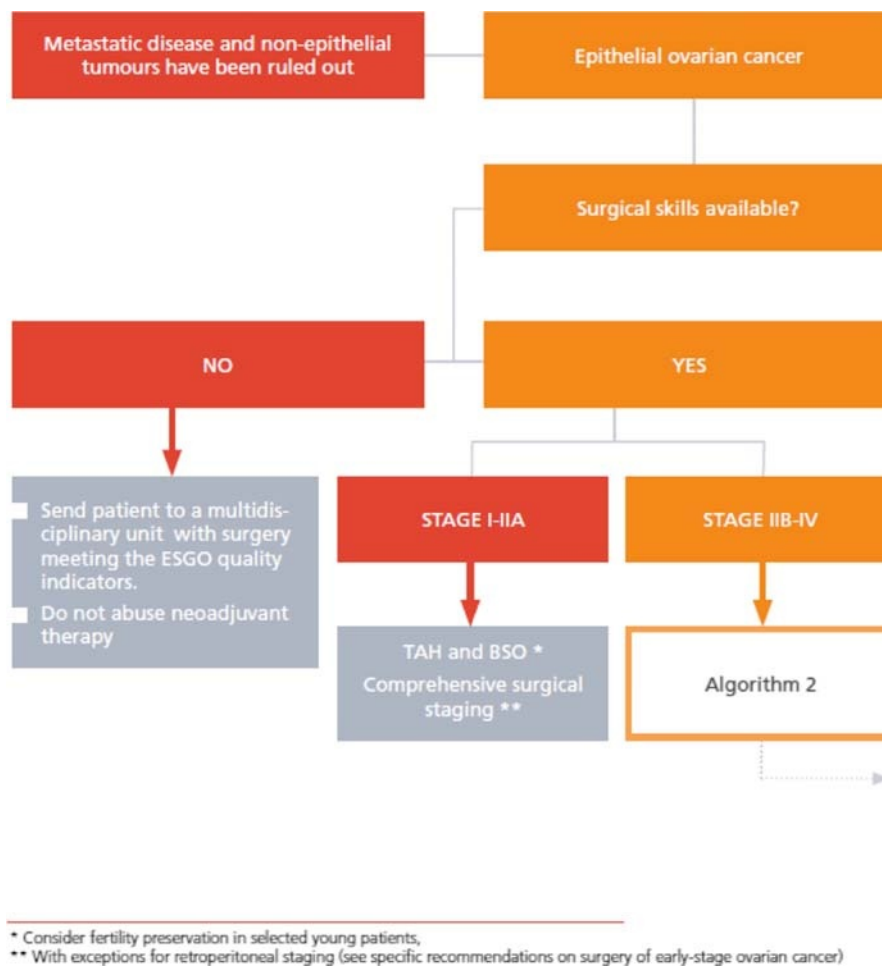 Metastatic disease and non-epithelial
tumours have been ruled out
Epithelial ovarian cancer
Surgical skills available?
NO
YES
Send patient to a multidis-
ciplinary unit with surgery
meeting the ESGO quality
indicators.
Do not abuse neoadjuvant
therapy
STAGE I-IIA
STAGE IIB-IV
TAH and BSO *
Comprehensive surgical
staging **
Algorithm 2
* Consider fertility preservation in selected young patients,
** With exceptions for retroperitoneal staging (see specific recommendations on surgery of early-stage ovarian cancer)